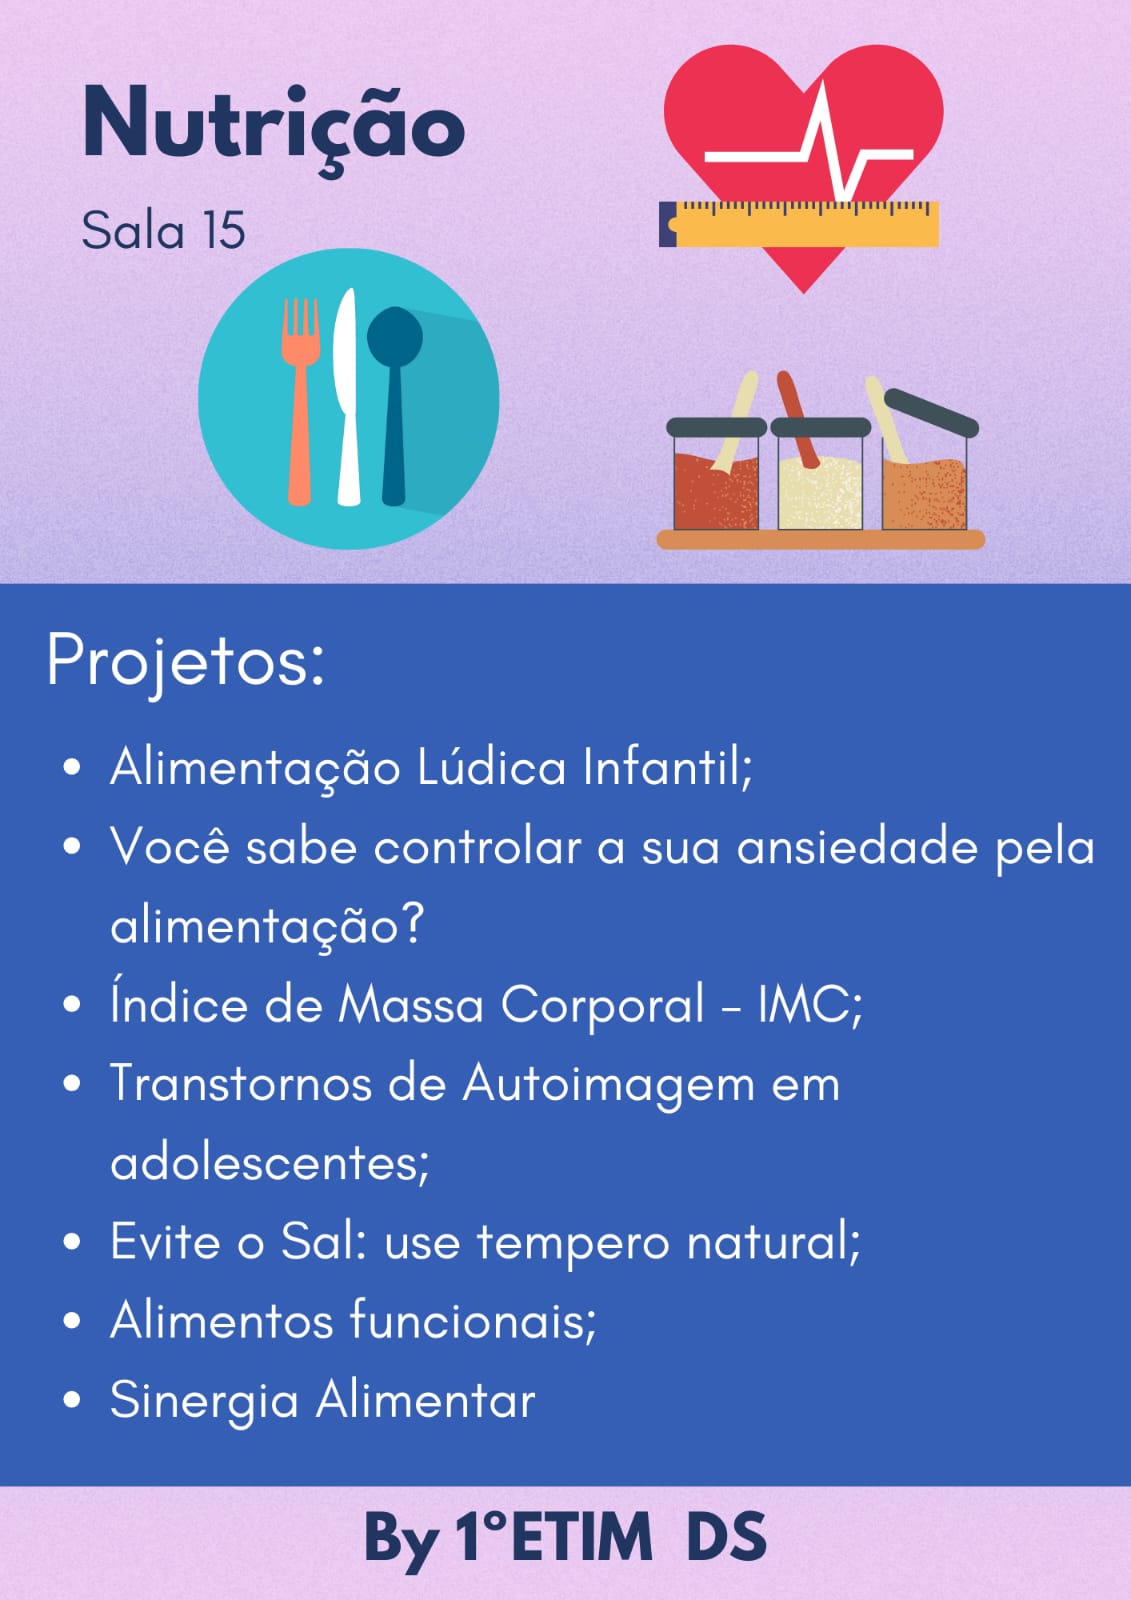 Nutrição
Sala 15
Projetos:
• Alimentação Lúdica Infantil;
• Você sabe controlar a sua ansiedade pela
alimentação?
• Índice de Massa Corporal - IMC;
• Transtornos de Autoimagem em
adolescentes;
• Evite o Sal: use tempero natural;
• Alimentos funcionais;
• Sinergia Alimentar
By 1°ETIM DS